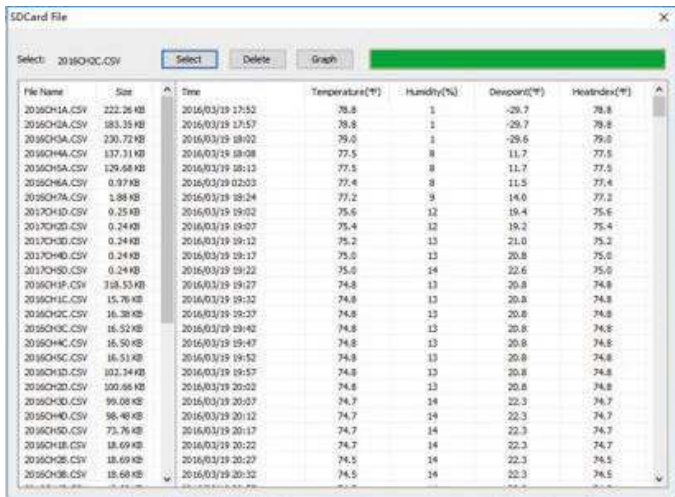 SDCard File
Select: 2016CH2C.CSV Select Delete Graph
File Name Size Time Temperature(℉) Humidity(%) Dewpoint(℉) HeatIndex(℉)
2016CH1A.CSV 222.26 KB 2016/03/19 17:52 78.8 1 -29.7 78.8
2016CH2A.CSV 183.35 KB 2016/03/19 17:57 78.8 1 -29.7 78.8
2016CH3A.CSV 230.72 KB 2016/03/19 18:02 79.0 1 -29.6 79.0
2016CH4A.CSV 137.31 KB 2016/03/19 18:08 77.5 8 11.7 77.5
2016CH5A.CSV 129.68 KB 2016/03/19 18:13 77.5 8 11.7 77.5
2016CH6A.CSV 0.97 KB 2016/03/19 02:03 77.4 8 11.5 77.4
2016CH7A.CSV 1.88 KB 2016/03/19 18:24 77.2 9 14.0 77.2
2017CH1D.CSV 0.25 KB 2016/03/19 19:02 75.6 12 19.4 75.6
2017CH2D.CSV 0.24 KB 2016/03/19 19:07 75.4 12 19.2 75.4
2017CH3D.CSV 0.24 KB 2016/03/19 19:12 75.2 13 21.0 75.2
2017CH4D.CSV 0.24 KB 2016/03/19 19:17 75.0 13 20.8 75.0
2017CH5D.CSV 0.24 KB 2016/03/19 19:22 75.0 14 22.6 75.0
2016CH1P.CSV 318.53 KB 2016/03/19 19:27 74.8 13 20.8 74.8
2016CH1C.CSV 15.76 KB 2016/03/19 19:32 74.8 13 20.8 74.8
2016CH2C.CSV 16.38 KB 2016/03/19 19:37 74.8 13 20.8 74.8
2016CH3C.CSV 16.52 KB 2016/03/19 19:42 74.8 13 20.8 74.8
2016CH4C.CSV 16.50 KB 2016/03/19 19:47 74.8 13 20.8 74.8
2016CH5C.CSV 16.51 KB 2016/03/19 19:52 74.8 13 20.8 74.8
2016CH1D.CSV 102.34 KB 2016/03/19 19:57 74.8 13 20.8 74.8
2016CH2D.CSV 100.66 KB 2016/03/19 20:02 74.8 13 20.8 74.8
2016CH3D.CSV 99.08 KB 2016/03/19 20:07 74.7 14 22.3 74.7
2016CH4D.CSV 98.48 KB 2016/03/19 20:12 74.7 14 22.3 74.7
2016CH5D.CSV 73.76 KB 2016/03/19 20:17 74.7 14 22.3 74.7
2016CH1B.CSV 18.69 KB 2016/03/19 20:22 74.7 14 22.3 74.7
2016CH2B.CSV 18.69 KB 2016/03/19 20:27 74.5 14 22.3 74.5
2016CH3B.CSV 18.68 KB 2016/03/19 20:32 74.5 14 22.3 74.5